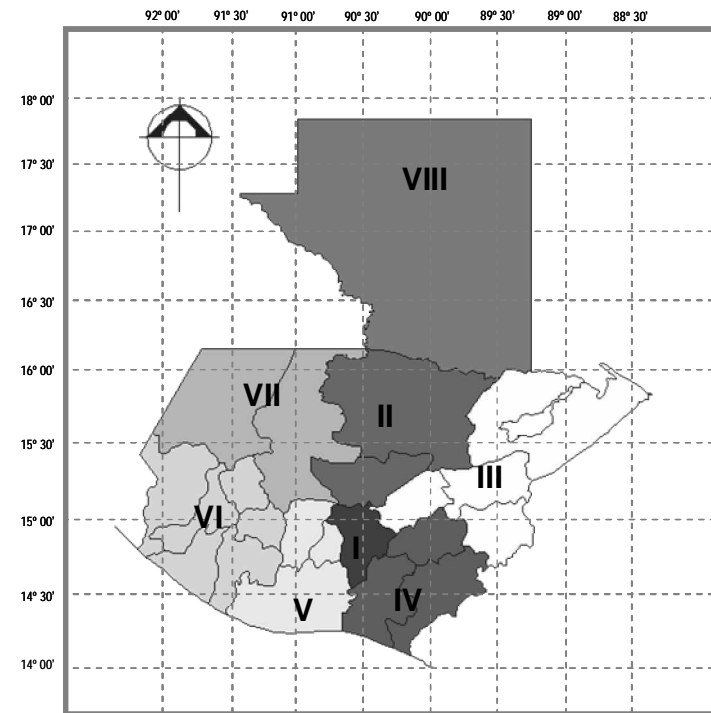 92° 00' 91° 30' 91° 00' 90° 30' 90° 00' 89° 30' 89° 00' 88° 30'
18° 00'
17° 30'
VIII
17° 00'
16° 30'
16° 00'
VII
II
15° 30'
III
VI
15° 00'
I
14° 30'
V
IV
14° 00'